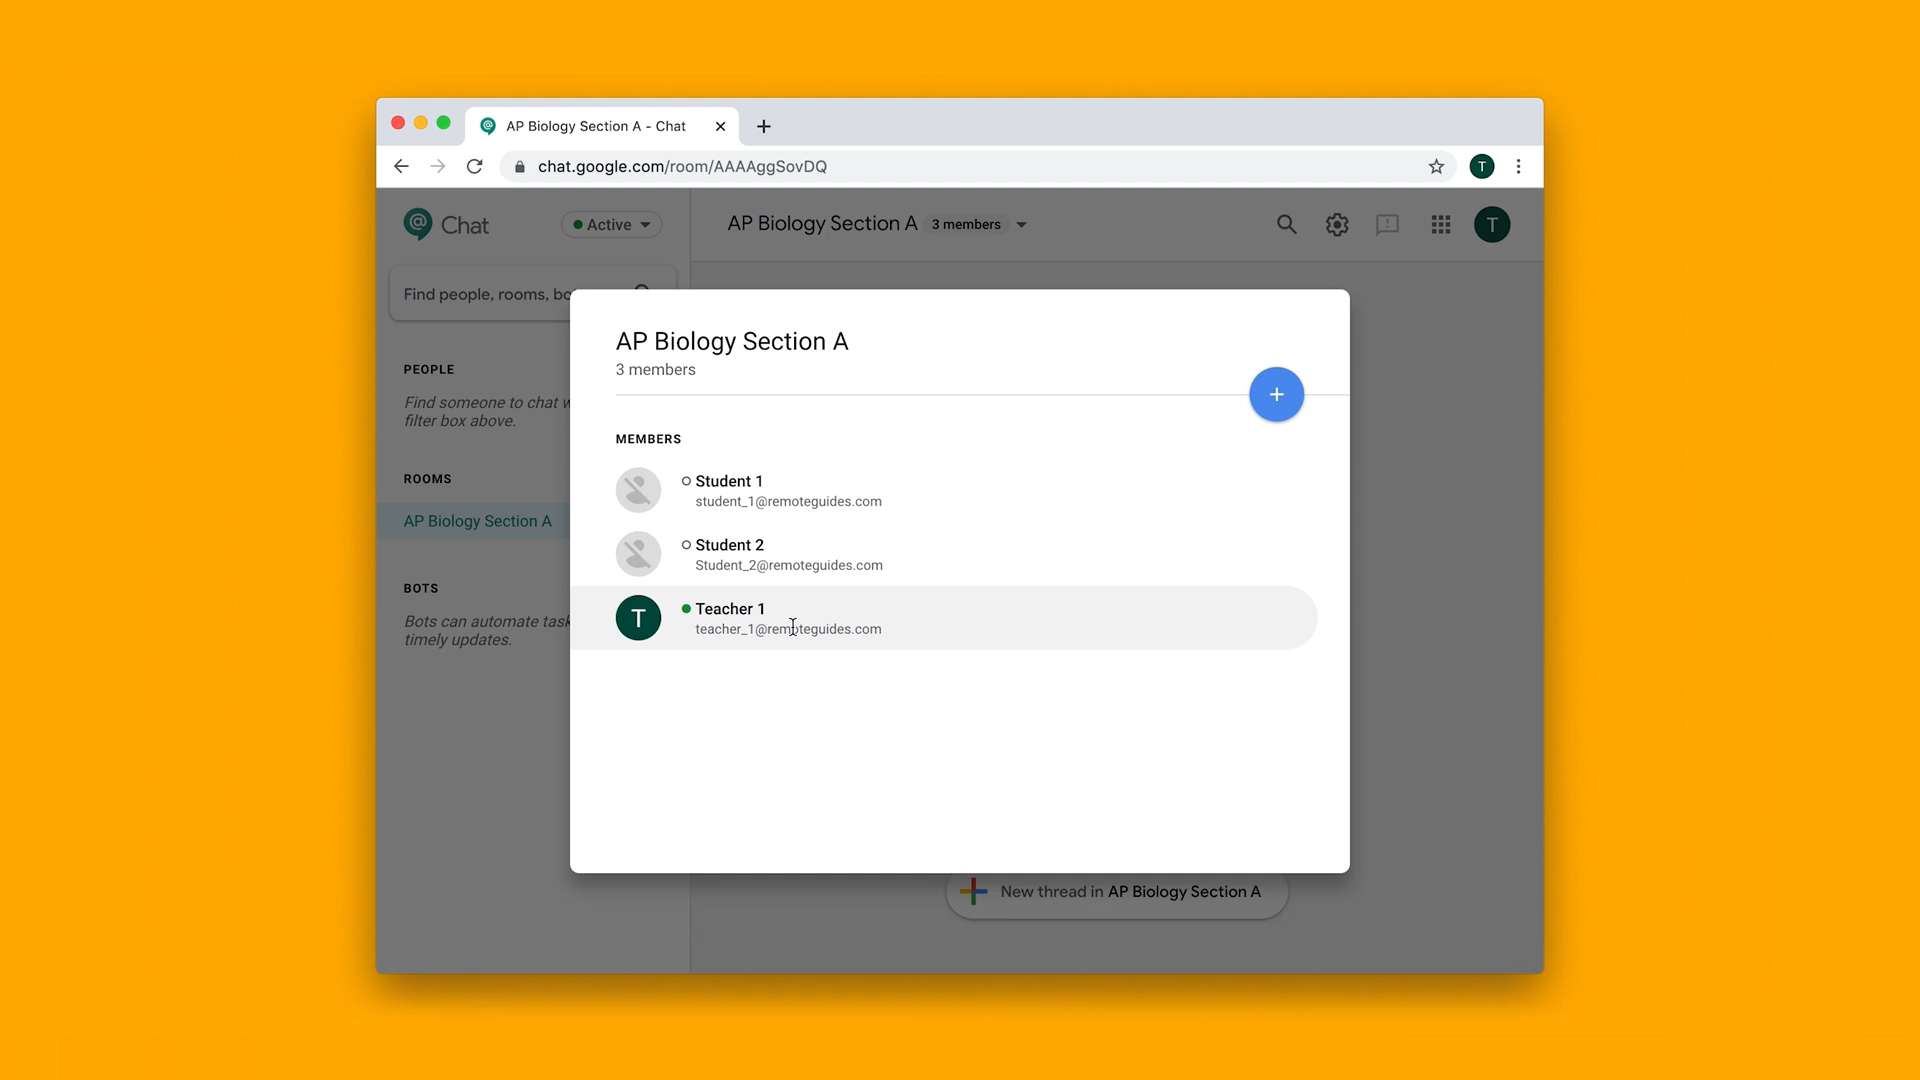 AP Biology Section A - Chat
chat.google.com/room/AAAAggSovDQ
T
Chat
Active
AP Biology Section A
3 members
T
Find people, rooms, bo
PEOPLE
Find someone to chat w
filter box above.
ROOMS
AP Biology Section A
BOTS
Bots can automate task
timely updates.
AP Biology Section A
3 members
MEMBERS
Student 1
student_1@remoteguides.com
Student 2
Student_2@remoteguides.com
T
Teacher 1
teacher_1@remoteguides.com
New thread in AP Biology Section A